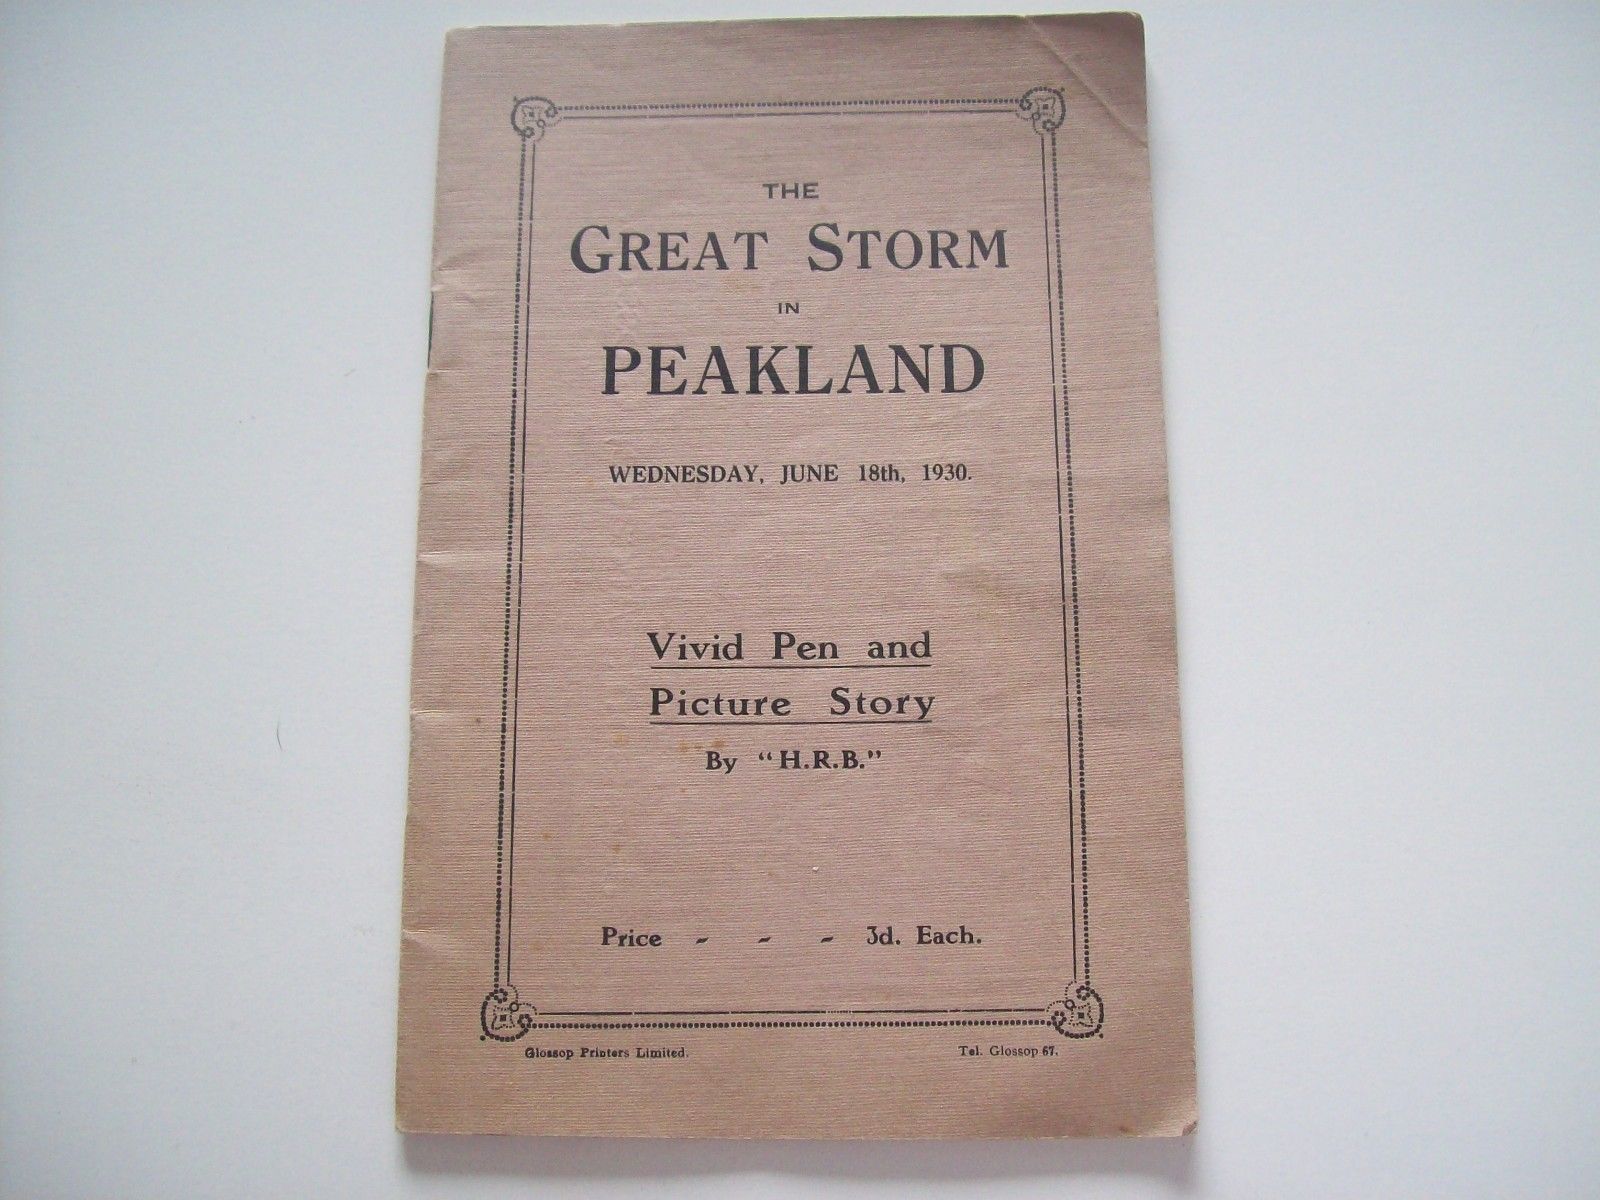 THE
GREAT STORM
IN
PEAKLAND
WEDNESDAY, JUNE 18th, 1930.
Vivid Pen and
Picture Story
By "H.R.B."
Price - - - 3d. Each.
Glossop Printers Limited. Tel. Glossop 67.